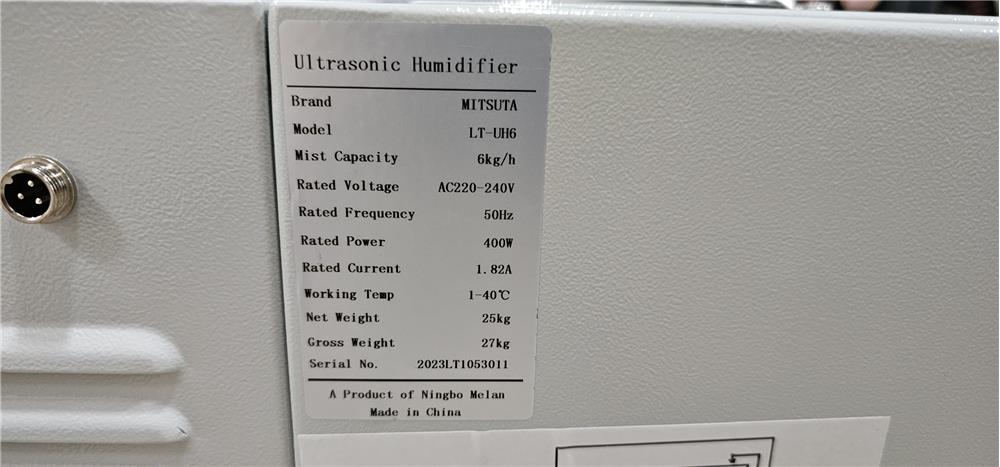 Ultrasonic Humidifier
Brand MITSUTA
Model LT-UH6
Mist Capacity 6kg/h
Rated Voltage AC220-240V
Rated Frequency 50Hz
Rated Power 400W
Rated Current 1.82A
Working Temp 1-40℃
Net Weight 25kg
Gross Weight 27kg
Serial No. 2023LT1053011
A Product of Ningbo Melan
Made in China